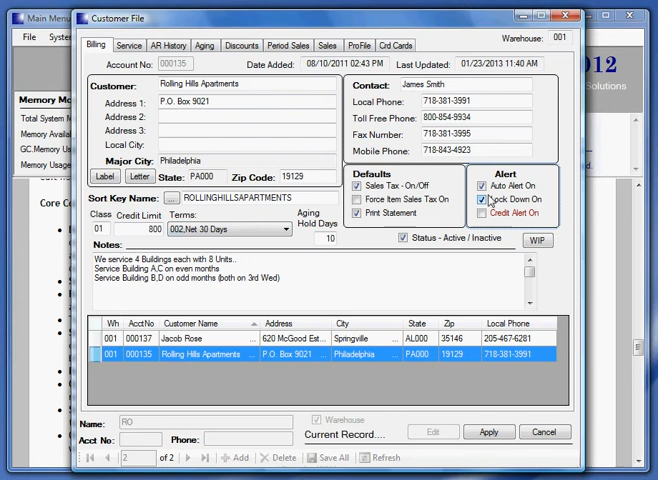 Main Menu
Customer File
File
System
012
Solutions
Billing
Service
AR History
Aging
Discounts
Period Sales
Sales
ProFile
Crd Cards
Warehouse: 001
Account No: 000135
Date Added: 08/10/2011 02:43 PM
Last Updated: 01/23/2013 11:40 AM
Memory Mo
Total System M
Memory Availa
GC.Memory Us
Memory Usage
Core Co
Customer: Rolling Hills Apartments
Address 1: P.O. Box 9021
Address 2:
Address 3:
Local City:
Major City: Philadelphia
Label
Letter
State: PA000
Zip Code: 19129
Contact: James Smith
Local Phone: 718-381-3991
Toll Free Phone: 800-854-9934
Fax Number: 718-381-3995
Mobile Phone: 718-843-4923
Defaults
Sales Tax - On/Off
Force Item Sales Tax On
Print Statement
Alert
Auto Alert On
Lock Down On
Credit Alert On
Sort Key Name: ... ROLLINGHILLSAPARTMENTS
Class
01
Credit Limit
800
Terms:
002,Net 30 Days
Aging
Hold Days
10
Status - Active / Inactive
WIP
Notes:
We service 4 Buildings each with 8 Units..
Service Building A,C on even months
Service Building B,D on odd months (both on 3rd Wed)
Wh AcctNo Customer Name Address City State Zip Local Phone
001 000137 Jacob Rose ... 620 McGood Est... Springville ... AL000 35146 205-467-6281
001 000135 Rolling Hills Apartments ... P.O. Box 9021 ... Philadelphia ... PA000 19129 718-381-3991
Name: RO
Warehouse
Acct No:
Phone:
Current Record....
Edit
Apply
Cancel
2 of 2
Add
Delete
Save All
Refresh